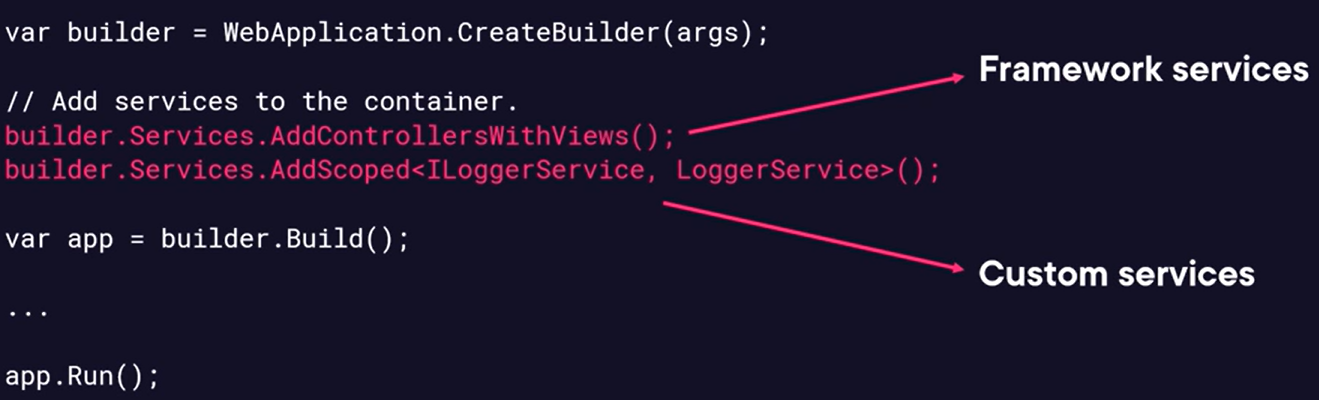 var builder = WebApplication.CreateBuilder(args);
// Add services to the container.
builder.Services.AddControllersWithViews();
builder.Services.AddScoped<ILoggerService, LoggerService>();
var app = builder.Build();
...
app.Run();
Framework services
Custom services